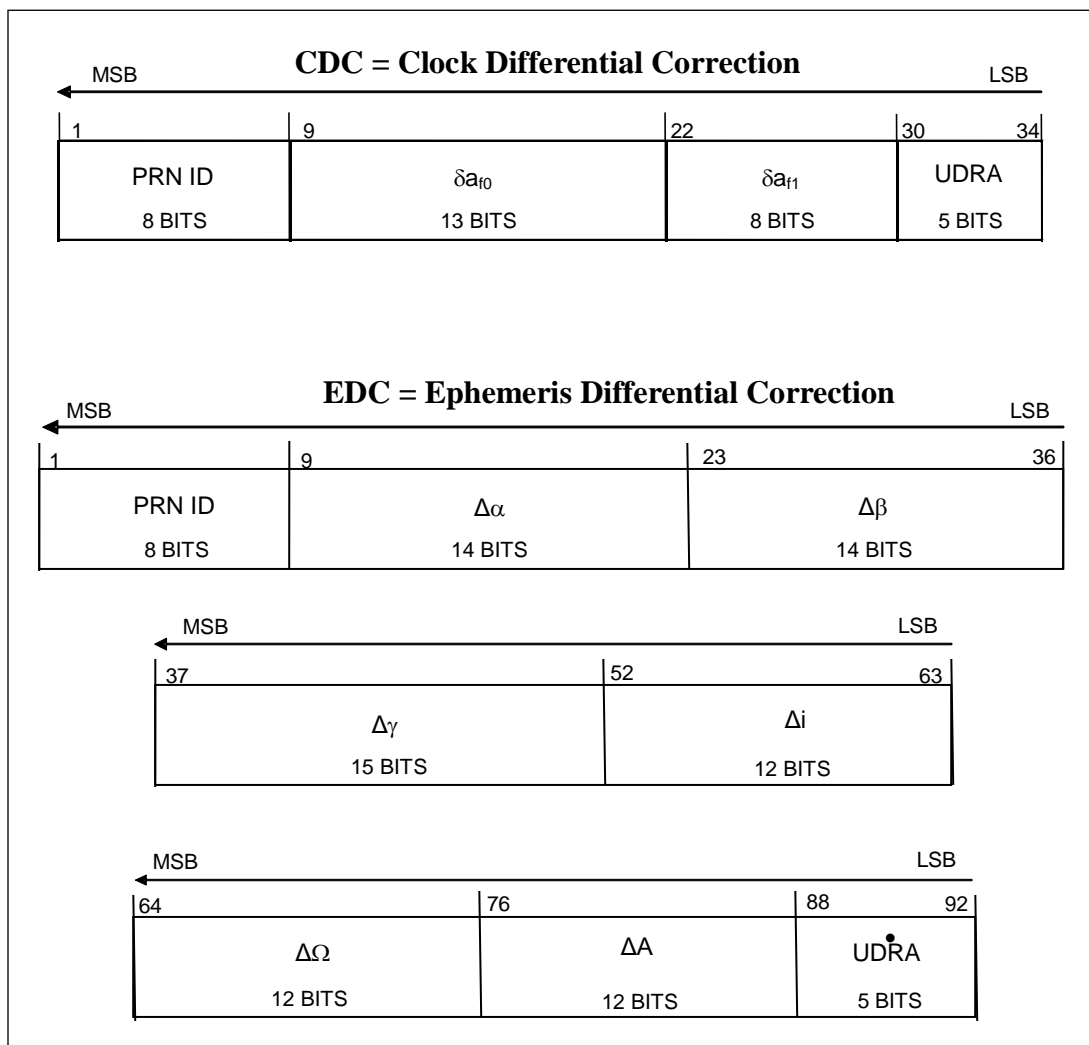 CDC = Clock Differential Correction
MSB LSB
1 9 22 30 34
PRN ID δaf0 δaf1 UDRA
8 BITS 13 BITS 8 BITS 5 BITS
EDC = Ephemeris Differential Correction
MSB LSB
1 9 23 36
PRN ID Δα Δβ
8 BITS 14 BITS 14 BITS
MSB LSB
37 52 63
Δγ Δi
15 BITS 12 BITS
MSB LSB
64 76 88 92
ΔΩ ΔA UDṘA
12 BITS 12 BITS 5 BITS